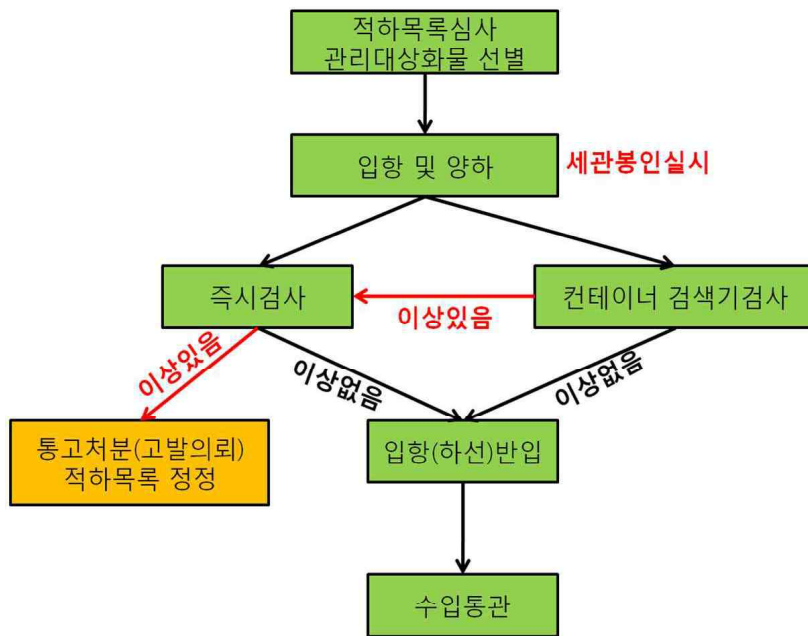 적하목록심사
관리대상화물 선별
입항 및 양하
세관봉인실시
즉시검사
이상있음
컨테이너 검색기검사
이상있음
이상없음
이상없음
통고처분(고발의뢰)
적하목록 정정
입항(하선)반입
수입통관